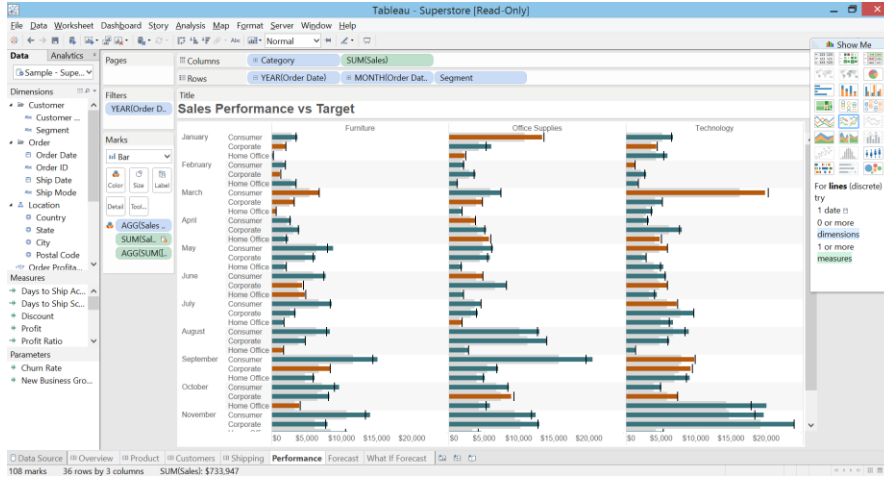 Tableau - Superstore [Read-Only]
File Data Worksheet Dashboard Story Analysis Map Format Server Window Help
Abc Normal
Data Analytics
Sample - Supe...
Dimensions
Customer
Abc Customer ...
Abc Segment
Order
Order Date
Abc Order ID
Ship Date
Abc Ship Mode
Location
Country
State
City
Postal Code
Order Profita...
Measures
Days to Ship Ac...
Days to Ship Sc...
Discount
Profit
Profit Ratio
Parameters
Churn Rate
New Business Gro...
Pages
Filters
YEAR(Order D..
Marks
Bar
Color Size Label
Detail Tool...
AGG(Sales ..
SUM(Sal..
AGG(SUM([..
Columns Category SUM(Sales)
Rows YEAR(Order Date) MONTH(Order Dat.. Segment
Title
Sales Performance vs Target
Furniture Office Supplies Technology
January Consumer
Corporate
Home Office
February Consumer
Corporate
Home Office
March Consumer
Corporate
Home Office
April Consumer
Corporate
Home Office
May Consumer
Corporate
Home Office
June Consumer
Corporate
Home Office
July Consumer
Corporate
Home Office
August Consumer
Corporate
Home Office
September Consumer
Corporate
Home Office
October Consumer
Corporate
Home Office
November Consumer
Corporate
$0 $5,000 $10,000 $15,000 $20,000 $0 $5,000 $10,000 $15,000 $20,000 $0 $5,000 $10,000 $15,000 $20,000
Show Me
For lines (discrete)
try
1 date
0 or more
dimensions
1 or more
measures
Data Source Overview Product Customers Shipping Performance Forecast What If Forecast
108 marks 36 rows by 3 columns SUM(Sales): $733,947